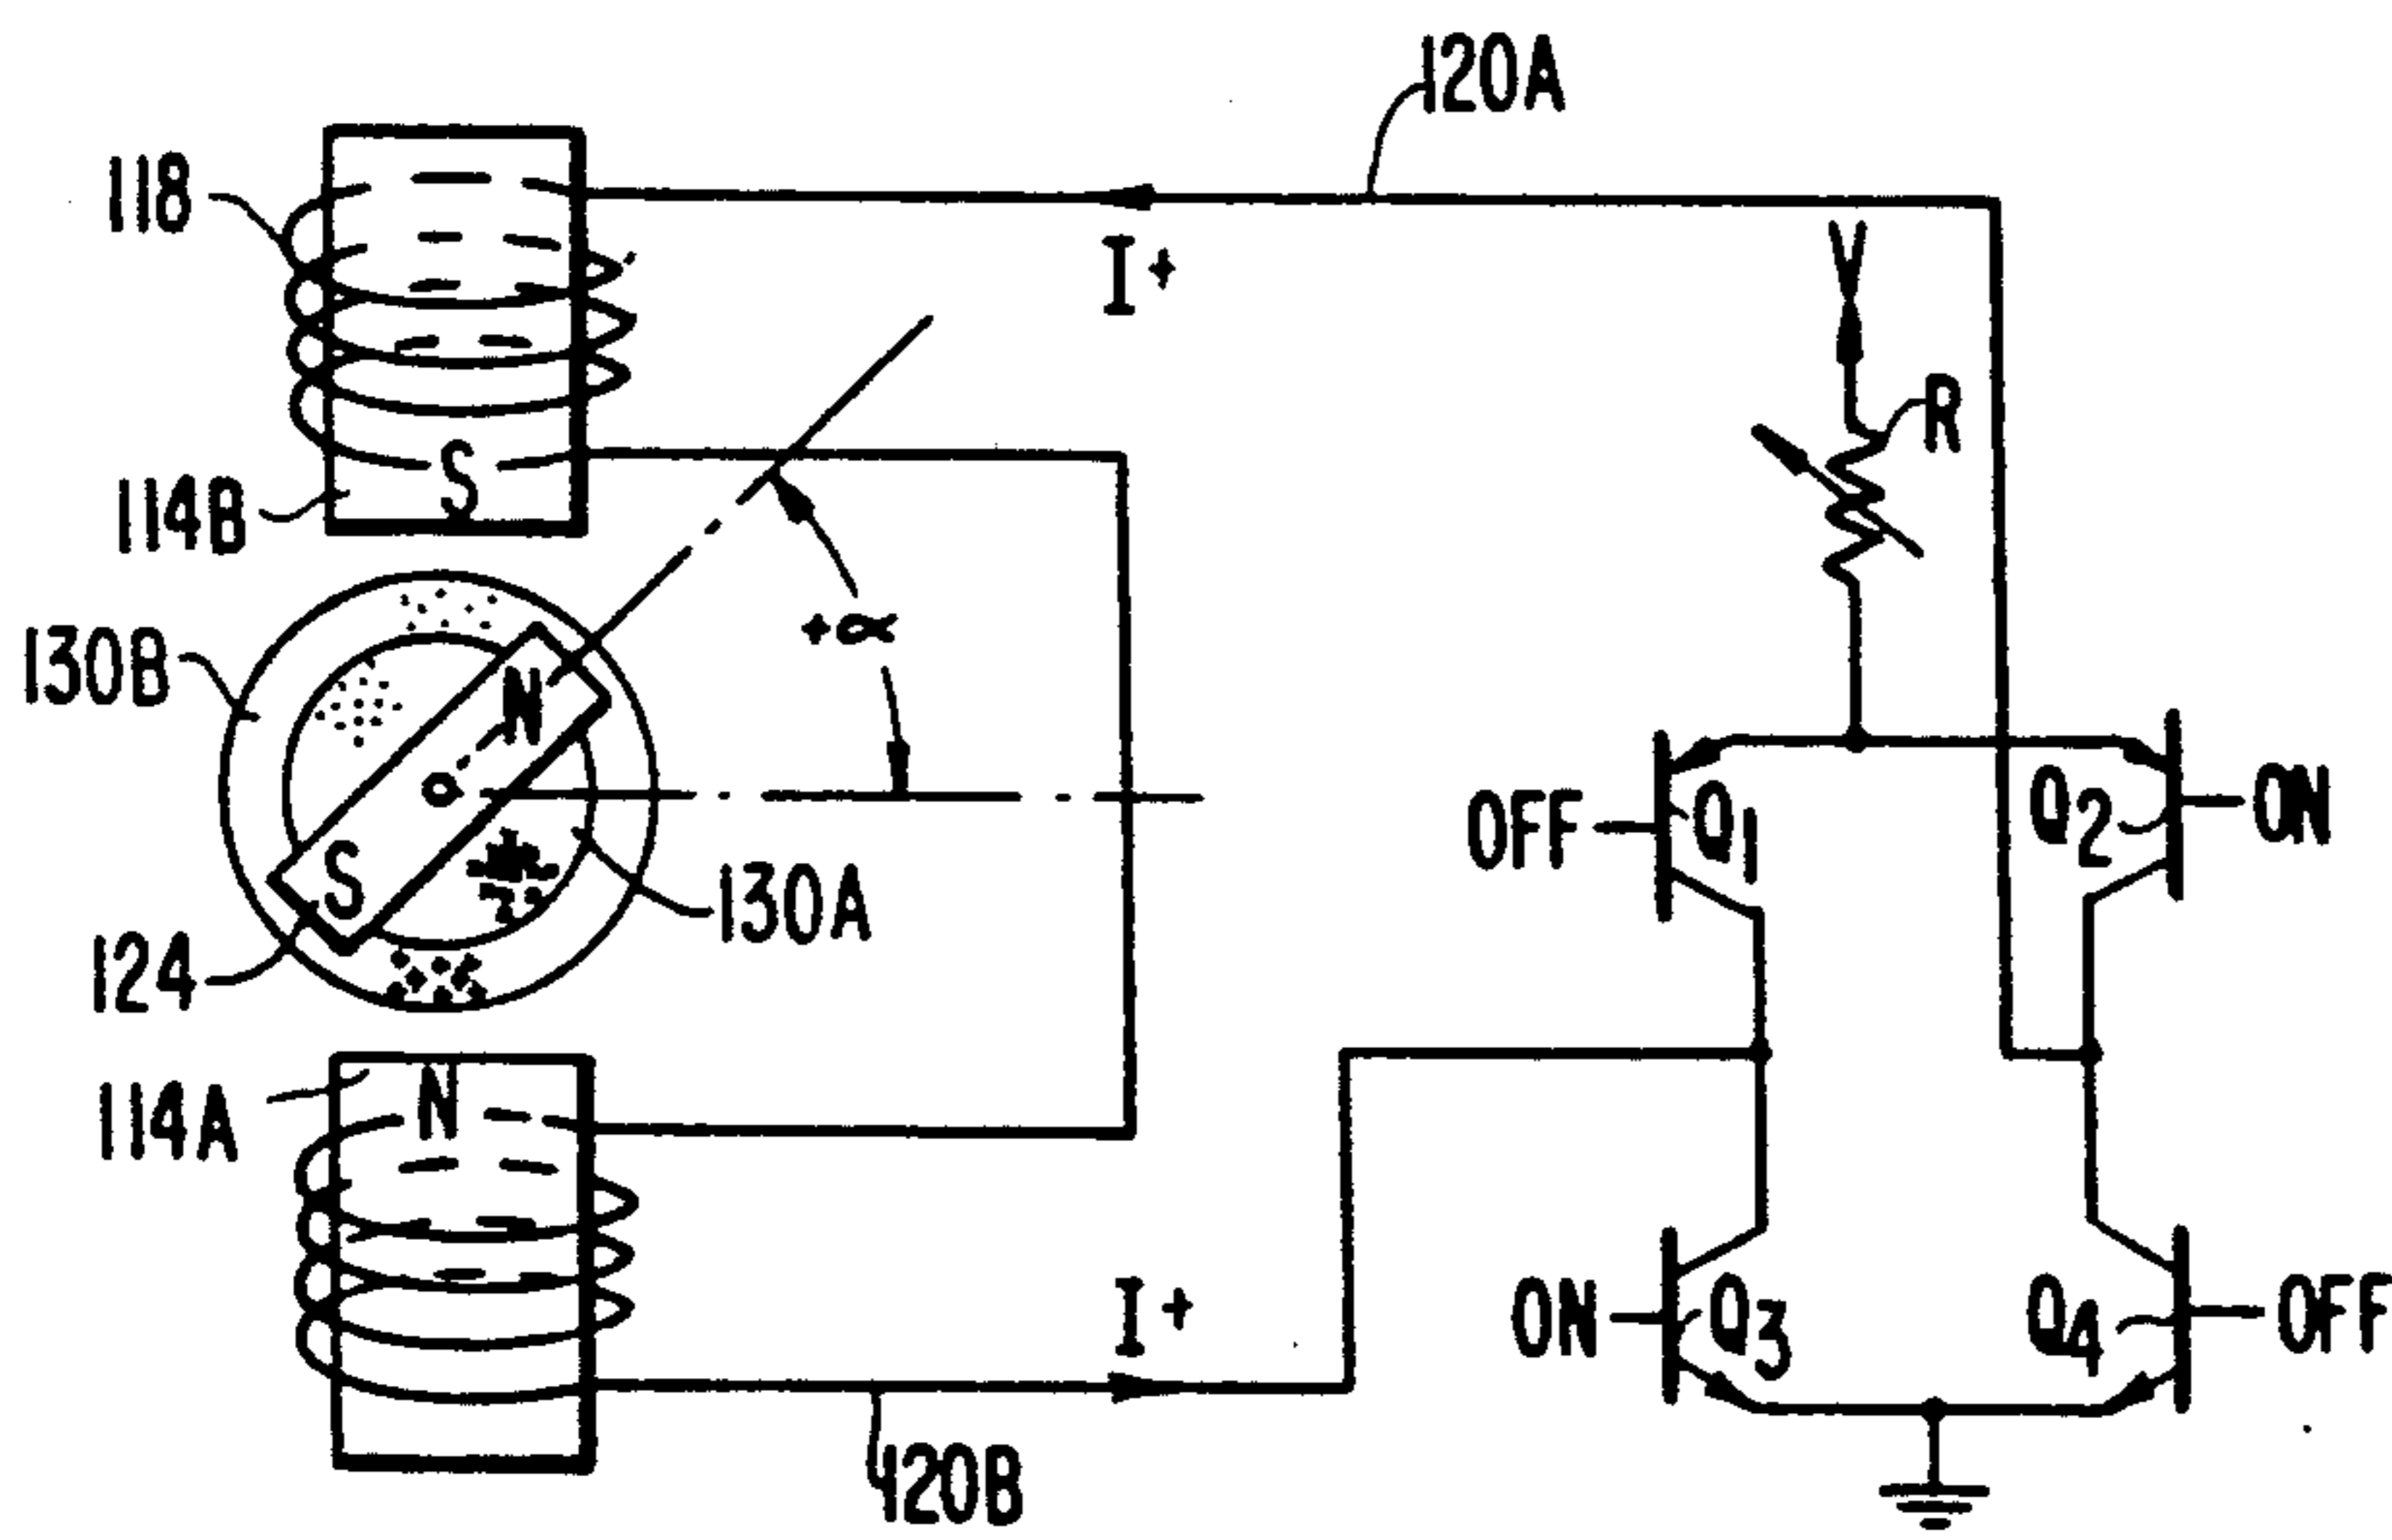 120A
118
I+
V
R
S
114B
+α
130B
N
OFF
Q1
Q2
ON
S
130A
124
114A
N
I+
ON
Q3
Q4
OFF
120B